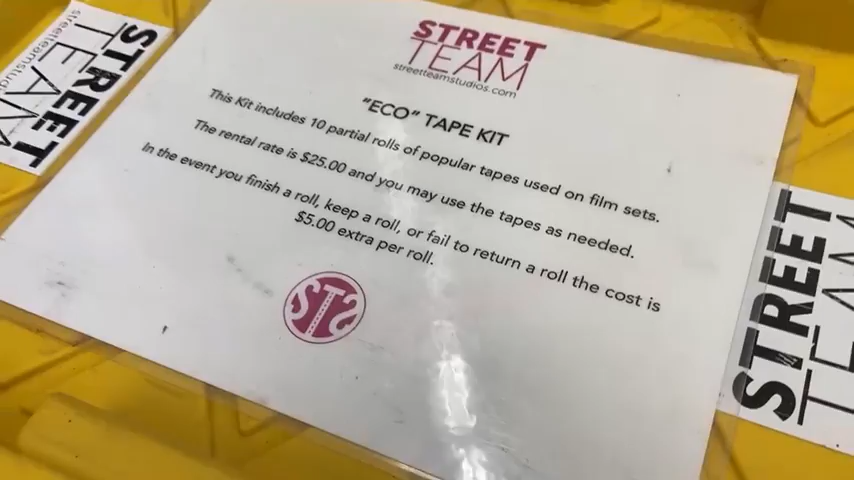 STREET
TEAM
streetteamstudios.com
"ECO" TAPE KIT
This Kit includes 10 partial rolls of popular tapes used on film sets.
The rental rate is $25.00 and you may use the tapes as needed.
In the event you finish a roll, keep a roll, or fail to return a roll the cost is
$5.00 extra per roll.
STS
STREET
TEAM
streetteamstudi
STREET
TEAM